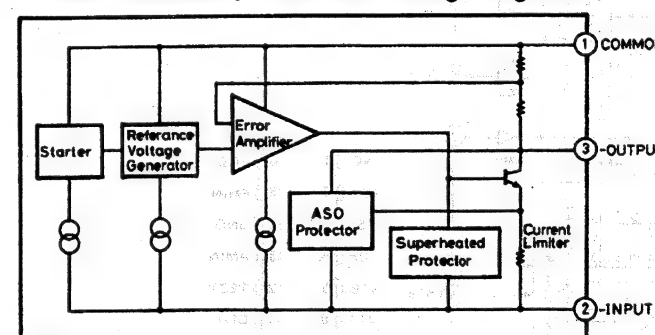 1 COMMO
Starter
Referance
Voltage
Generator
Error
Amplifier
3 -OUTPU
ASO
Protector
Superheated
Protector
Current
Limiter
2 -INPUT